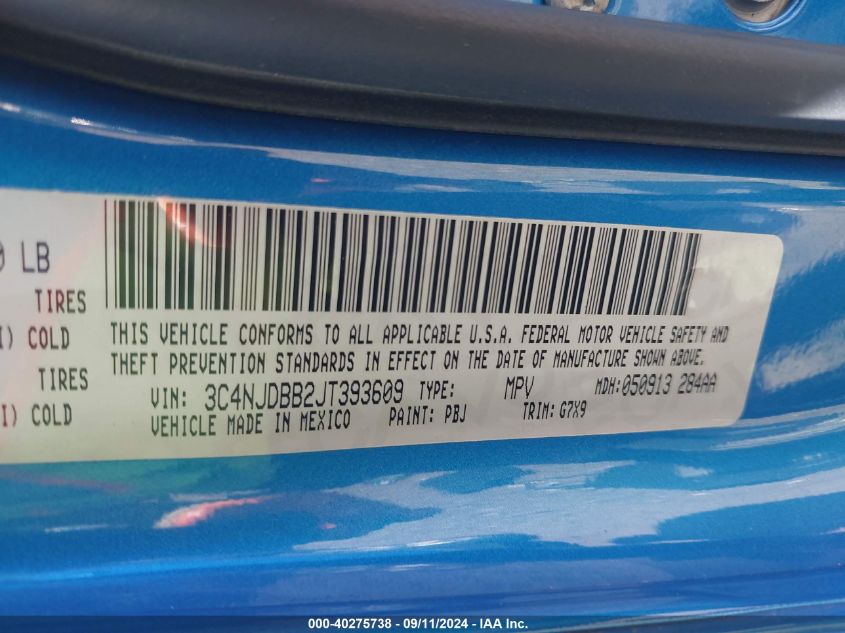 0 LB
TIRES
I) COLD
TIRES
I) COLD
THIS VEHICLE CONFORMS TO ALL APPLICABLE U.S.A. FEDERAL MOTOR VEHICLE SAFETY AND
THEFT PREVENTION STANDARDS IN EFFECT ON THE DATE OF MANUFACTURE SHOWN ABOVE.
VIN: 3C4NJDBB2JT393609 TYPE: MPV MDH:050913 284AA
VEHICLE MADE IN MEXICO PAINT: PBJ TRIM: G7X9
000-40275738 - 09/11/2024 - IAA Inc.